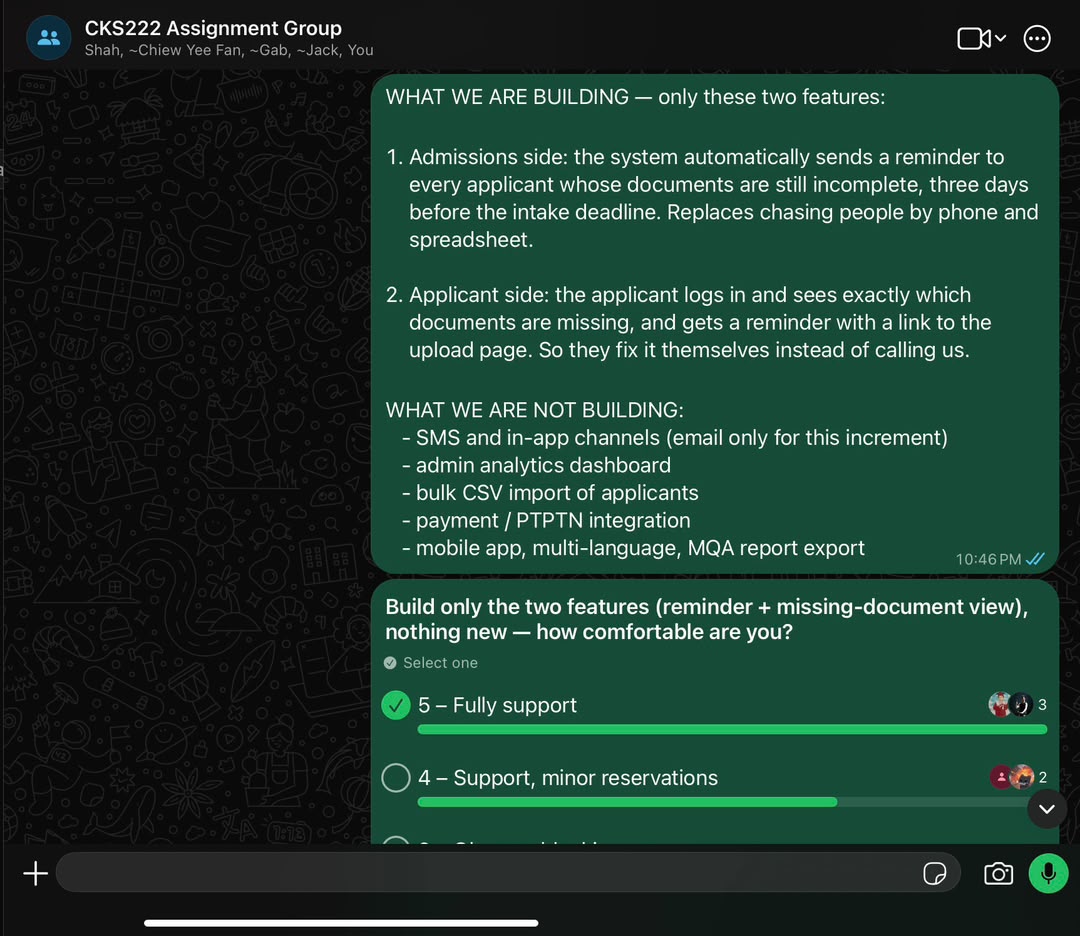 CKS222 Assignment Group
Shah, ~Chiew Yee Fan, ~Gab, ~Jack, You
WHAT WE ARE BUILDING — only these two features:
1. Admissions side: the system automatically sends a reminder to
every applicant whose documents are still incomplete, three days
before the intake deadline. Replaces chasing people by phone and
spreadsheet.
2. Applicant side: the applicant logs in and sees exactly which
documents are missing, and gets a reminder with a link to the
upload page. So they fix it themselves instead of calling us.
WHAT WE ARE NOT BUILDING:
- SMS and in-app channels (email only for this increment)
- admin analytics dashboard
- bulk CSV import of applicants
- payment / PTPTN integration
- mobile app, multi-language, MQA report export
10:46 PM
Build only the two features (reminder + missing-document view),
nothing new — how comfortable are you?
Select one
5 – Fully support
3
4 – Support, minor reservations
2